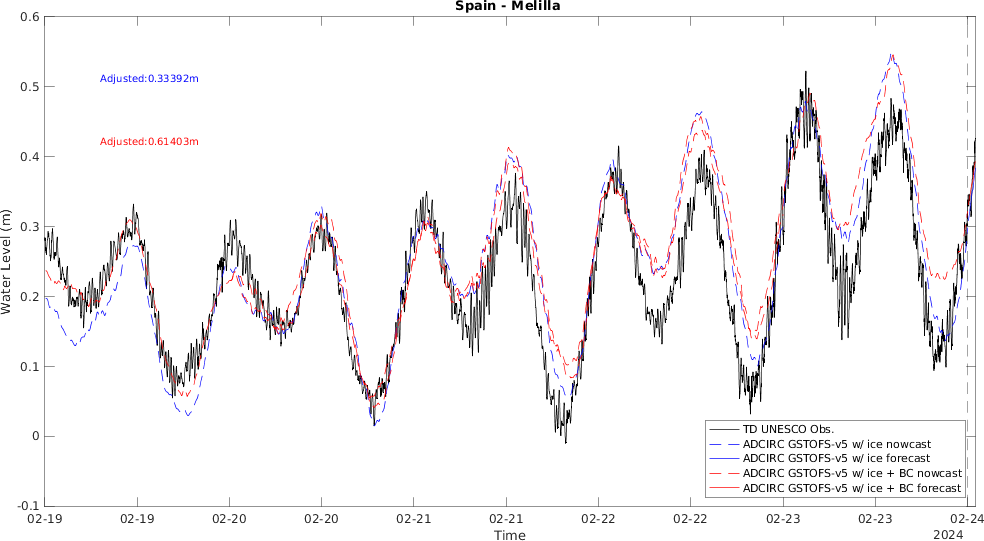 Spain - Melilla
0.6
0.5
0.4
0.3
0.2
0.1
0
-0.1
Water Level (m)
Adjusted:0.33392m
Adjusted:0.61403m
TD UNESCO Obs.
ADCIRC GSTOFS-v5 w/ ice nowcast
ADCIRC GSTOFS-v5 w/ ice forecast
ADCIRC GSTOFS-v5 w/ ice + BC nowcast
ADCIRC GSTOFS-v5 w/ ice + BC forecast
02-19 02-19 02-20 02-20 02-21 02-21 02-22 02-22 02-23 02-23 02-24
Time
2024